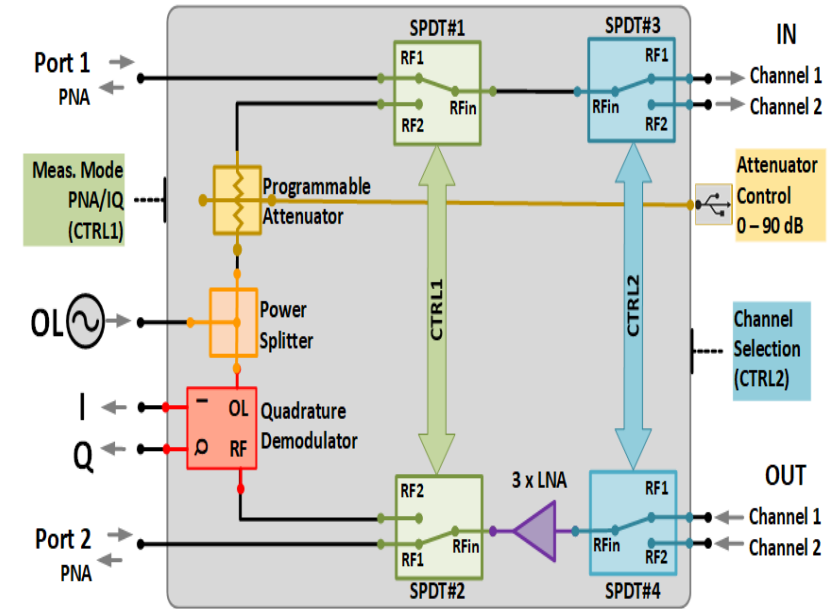 SPDT#1
SPDT#3
IN
Port 1
PNA
RF1
RF2
RFin
RF1
RFin
RF2
Channel 1
Channel 2
Meas. Mode
PNA/IQ
(CTRL1)
Programmable
Attenuator
Attenuator
Control
0 – 90 dB
CTRL1
CTRL2
OL
Power
Splitter
Channel
Selection
(CTRL2)
I
Q
I
Q
OL
RF
Quadrature
Demodulator
3 x LNA
OUT
Port 2
PNA
RF2
RF1
RFin
RF1
RFin
RF2
Channel 1
Channel 2
SPDT#2
SPDT#4